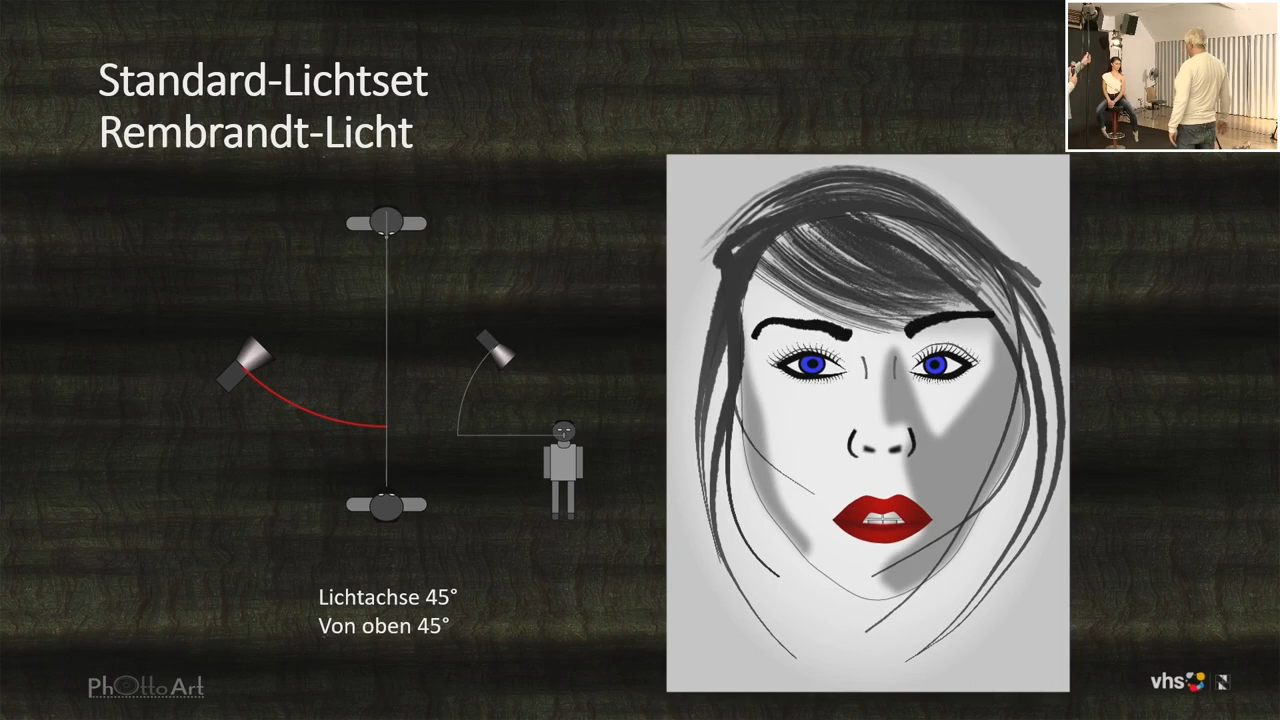 Standard-Lichtset
Rembrandt-Licht
Lichtachse 45°
Von oben 45°
PhOttoArt
vhs